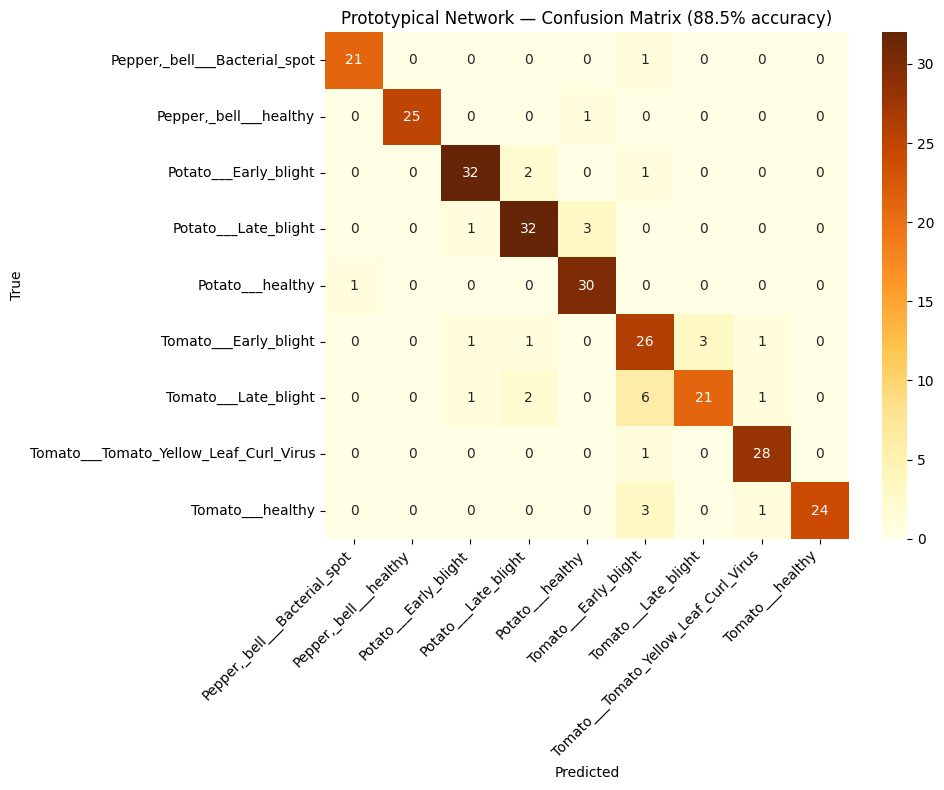 Prototypical Network — Confusion Matrix (88.5% accuracy)
True
Pepper,_bell___Bacterial_spot 21 0 0 0 0 1 0 0 0
Pepper,_bell___healthy 0 25 0 0 1 0 0 0 0
Potato___Early_blight 0 0 32 2 0 1 0 0 0
Potato___Late_blight 0 0 1 32 3 0 0 0 0
Potato___healthy 1 0 0 0 30 0 0 0 0
Tomato___Early_blight 0 0 1 1 0 26 3 1 0
Tomato___Late_blight 0 0 1 2 0 6 21 1 0
Tomato___Tomato_Yellow_Leaf_Curl_Virus 0 0 0 0 0 1 0 28 0
Tomato___healthy 0 0 0 0 0 3 0 1 24
Pepper,_bell___Bacterial_spot
Pepper,_bell___healthy
Potato___Early_blight
Potato___Late_blight
Potato___healthy
Tomato___Early_blight
Tomato___Late_blight
Tomato___Tomato_Yellow_Leaf_Curl_Virus
Tomato___healthy
Predicted
30
25
20
15
10
5
0